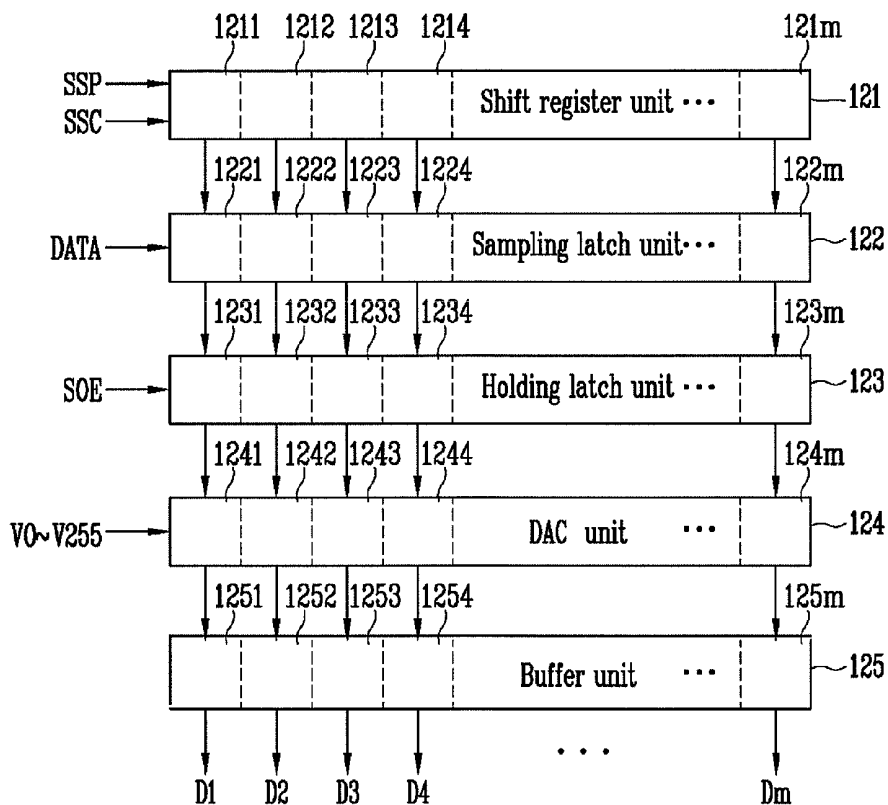 1211 1212 1213 1214 121m
SSP
SSC
Shift register unit ··· 121
1221 1222 1223 1224 122m
DATA Sampling latch unit ··· 122
1231 1232 1233 1234 123m
SOE Holding latch unit ··· 123
1241 1242 1243 1244 124m
V0~V255 DAC unit ··· 124
1251 1252 1253 1254 125m
Buffer unit ··· 125
···
D1 D2 D3 D4 Dm